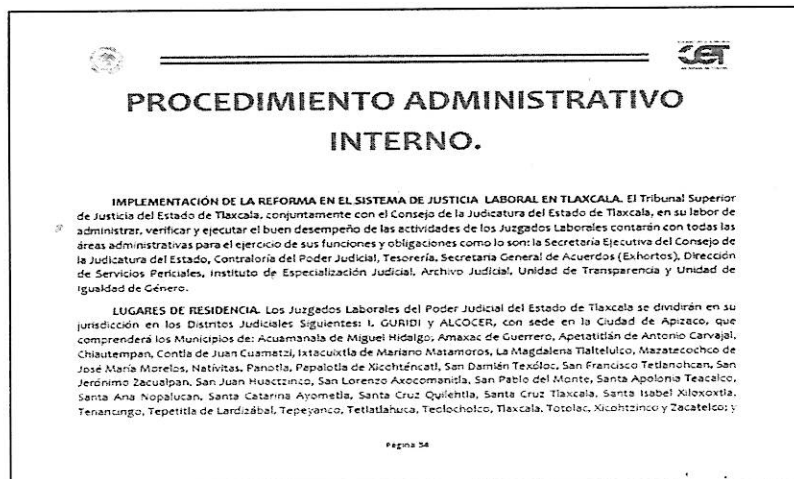 CET
PROCEDIMIENTO ADMINISTRATIVO
INTERNO.
IMPLEMENTACIÓN DE LA REFORMA EN EL SISTEMA DE JUSTICIA LABORAL EN TLAXCALA. El Tribunal Superior
de Justicia del Estado de Tlaxcala, conjuntamente con el Consejo de la Judicatura del Estado de Tlaxcala, en su labor de
administrar, verificar y ejecutar el buen desempeño de las actividades de los Juzgados Laborales contarán con todas las
áreas administrativas para el ejercicio de sus funciones y obligaciones como lo son: la Secretaría Ejecutiva del Consejo de
la Judicatura del Estado, Contraloría del Poder Judicial, Tesorería, Secretaria General de Acuerdos (Exhortos), Dirección
de Servicios Periciales, Instituto de Especialización Judicial, Archivo Judicial, Unidad de Transparencia y Unidad de
Igualdad de Género.
LUGARES DE RESIDENCIA. Los Juzgados Laborales del Poder Judicial del Estado de Tlaxcala se dividirán en su
jurisdicción en los Distritos Judiciales Siguientes: I. GURIDI y ALCOCER, con sede en la Ciudad de Apizaco, que
comprenderá los Municipios de: Acuamanala de Miguel Hidalgo, Amaxac de Guerrero, Apetatitlán de Antonio Carvajal,
Chiautempan, Contla de Juan Cuamatzi, Ixtacuixtla de Mariano Matamoros, La Magdalena Tlaltelulco, Mazatecochco de
José María Morelos, Nativitas, Panotla, Papalotla de Xicohténcatl, San Damián Texóloc, San Francisco Tetlanohcan, San
Jerónimo Zacualpan, San Juan Huactzinco, San Lorenzo Axocomanitla, San Pablo del Monte, Santa Apolonia Teacalco,
Santa Ana Nopalucan, Santa Catarina Ayometla, Santa Cruz Quilehtla, Santa Cruz Tlaxcala, Santa Isabel Xiloxoxtla,
Tenancingo, Tepetitla de Lardizábal, Tepeyanco, Tetlatlahuca, Teolocholco, Tlaxcala, Totolac, Xicohtzinco y Zacatelco; y
Página 54